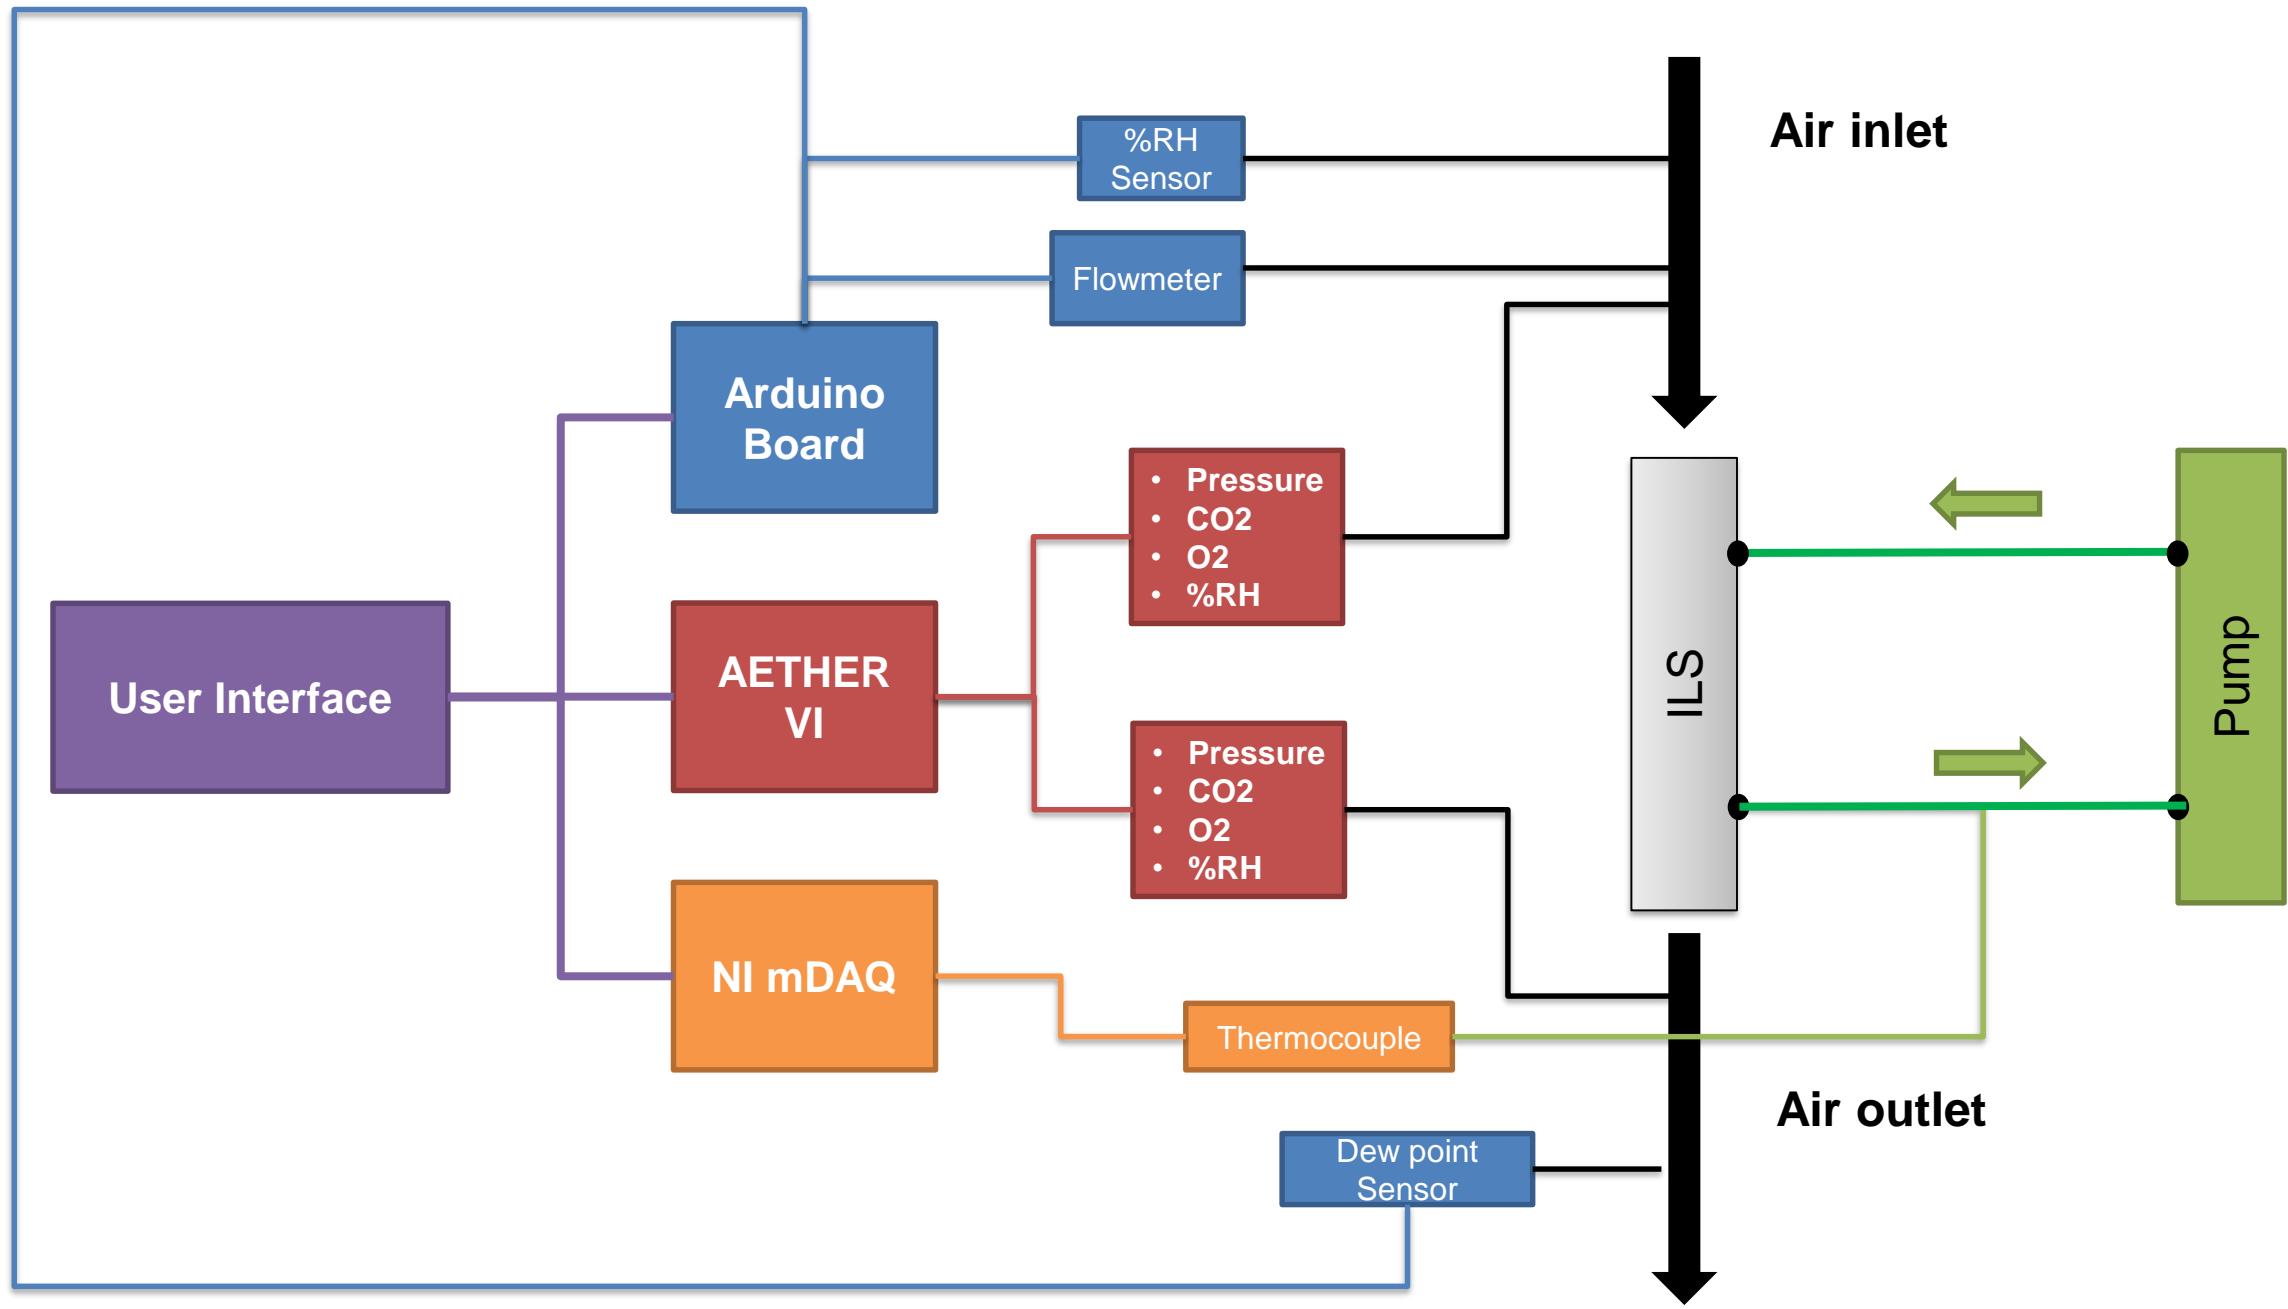 Air inlet
%RH
Sensor
Flowmeter
Arduino
Board
• Pressure
• CO2
• O2
• %RH
User Interface
AETHER
VI
ILS
Pump
• Pressure
• CO2
• O2
• %RH
NI mDAQ
Thermocouple
Air outlet
Dew point
Sensor